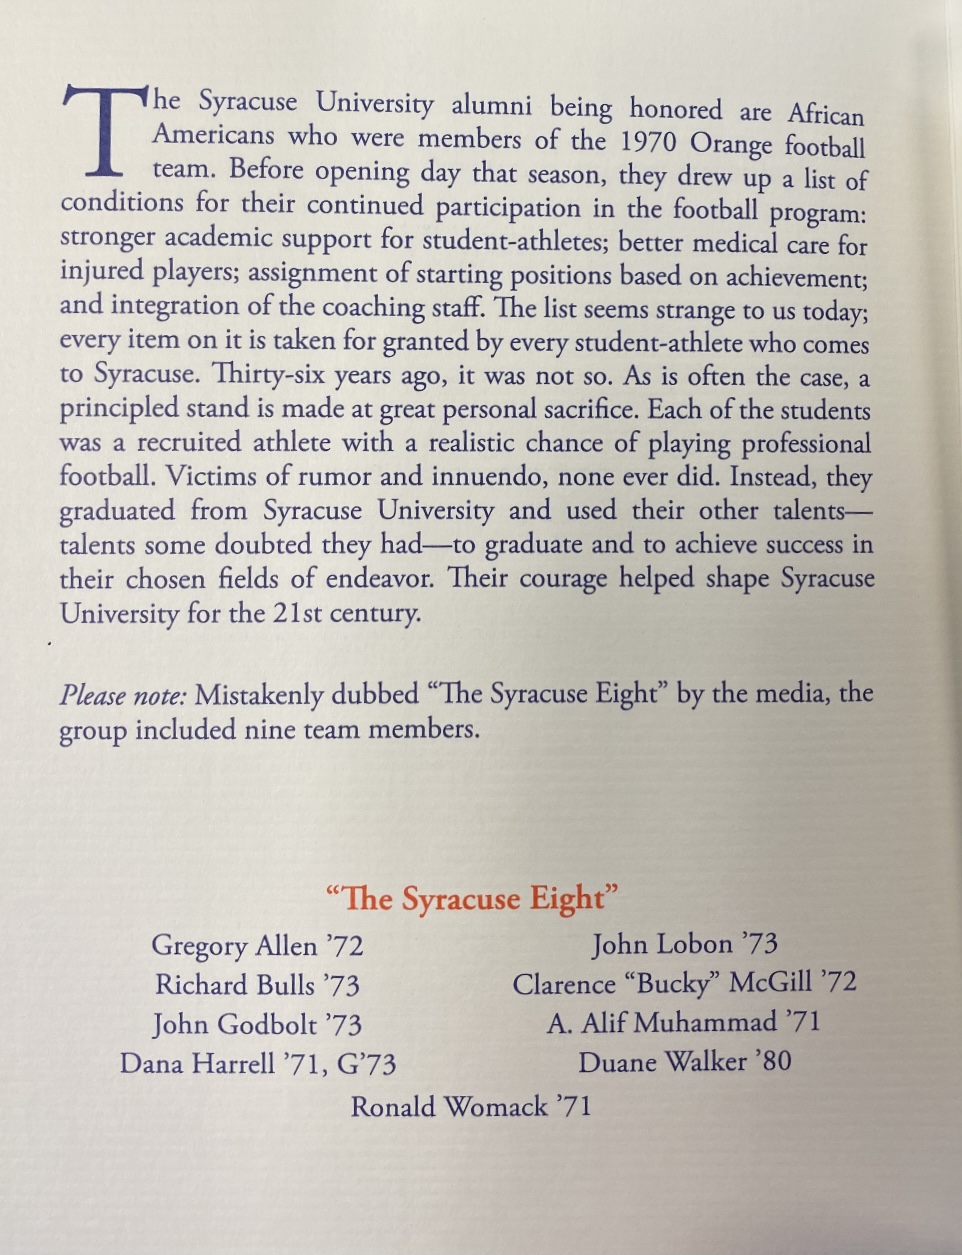 The Syracuse University alumni being honored are African
Americans who were members of the 1970 Orange football
team. Before opening day that season, they drew up a list of
conditions for their continued participation in the football program:
stronger academic support for student-athletes; better medical care for
injured players; assignment of starting positions based on achievement;
and integration of the coaching staff. The list seems strange to us today;
every item on it is taken for granted by every student-athlete who comes
to Syracuse. Thirty-six years ago, it was not so. As is often the case, a
principled stand is made at great personal sacrifice. Each of the students
was a recruited athlete with a realistic chance of playing professional
football. Victims of rumor and innuendo, none ever did. Instead, they
graduated from Syracuse University and used their other talents—
talents some doubted they had—to graduate and to achieve success in
their chosen fields of endeavor. Their courage helped shape Syracuse
University for the 21st century.
Please note: Mistakenly dubbed “The Syracuse Eight” by the media, the
group included nine team members.
“The Syracuse Eight”
Gregory Allen ’72
Richard Bulls ’73
John Godbolt ’73
Dana Harrell ’71, G’73
John Lobon ’73
Clarence “Bucky” McGill ’72
A. Alif Muhammad ’71
Duane Walker ’80
Ronald Womack ’71